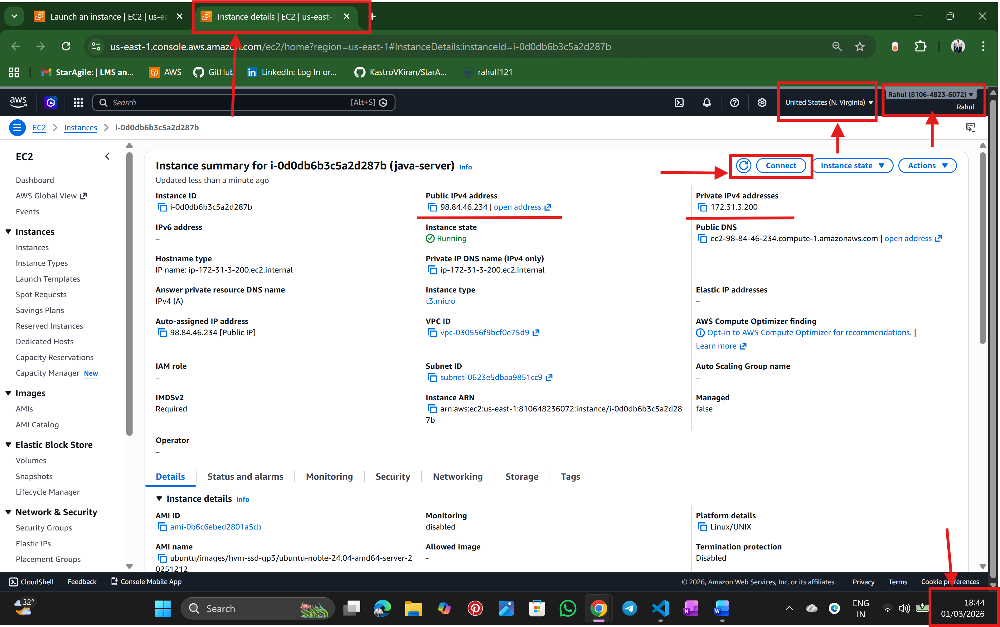 Launch an instance | EC2 | us-ea
Instance details | EC2 | us-east-1
us-east-1.console.aws.amazon.com/ec2/home?region=us-east-1#InstanceDetails:instanceId=i-0d0db6b3c5a2d287b
StarAgile: | LMS an...
AWS
GitHub
LinkedIn: Log In or...
KastroVKiran/StarA...
rahulf121
aws
Search
[Alt+S]
United States (N. Virginia)
Rahul (8106-4823-6072)
Rahul
EC2
Instances
i-0d0db6b3c5a2d287b
EC2
Dashboard
AWS Global View
Events
Instances
Instances
Instance Types
Launch Templates
Spot Requests
Savings Plans
Reserved Instances
Dedicated Hosts
Capacity Reservations
Capacity Manager New
Images
AMIs
AMI Catalog
Elastic Block Store
Volumes
Snapshots
Lifecycle Manager
Network & Security
Security Groups
Elastic IPs
Placement Groups
Instance summary for i-0d0db6b3c5a2d287b (java-server) Info
Updated less than a minute ago
Connect
Instance state
Actions
Instance ID
i-0d0db6b3c5a2d287b
Public IPv4 address
98.84.46.234 | open address
Private IPv4 addresses
172.31.3.200
IPv6 address
–
Instance state
Running
Public DNS
ec2-98-84-46-234.compute-1.amazonaws.com | open address
Hostname type
IP name: ip-172-31-3-200.ec2.internal
Private IP DNS name (IPv4 only)
ip-172-31-3-200.ec2.internal
Answer private resource DNS name
IPv4 (A)
Instance type
t3.micro
Elastic IP addresses
–
Auto-assigned IP address
98.84.46.234 [Public IP]
VPC ID
vpc-030556f9bcf0e75d9
AWS Compute Optimizer finding
Opt-in to AWS Compute Optimizer for recommendations. |
Learn more
IAM role
–
Subnet ID
subnet-0623e5dbaa9851cc9
Auto Scaling Group name
–
IMDSv2
Required
Instance ARN
arn:aws:ec2:us-east-1:810648236072:instance/i-0d0db6b3c5a2d28
7b
Managed
false
Operator
–
Details
Status and alarms
Monitoring
Security
Networking
Storage
Tags
Instance details Info
AMI ID
ami-0b6c6ebed2801a5cb
Monitoring
disabled
Platform details
Linux/UNIX
AMI name
ubuntu/images/hvm-ssd-gp3/ubuntu-noble-24.04-amd64-server-2
0251212
Allowed image
-
Termination protection
Disabled
CloudShell
Feedback
Console Mobile App
© 2026, Amazon Web Services, Inc. or its affiliates.
Privacy
Terms
Cookie preferences
32°
Search
ENG
IN
18:44
01/03/2026